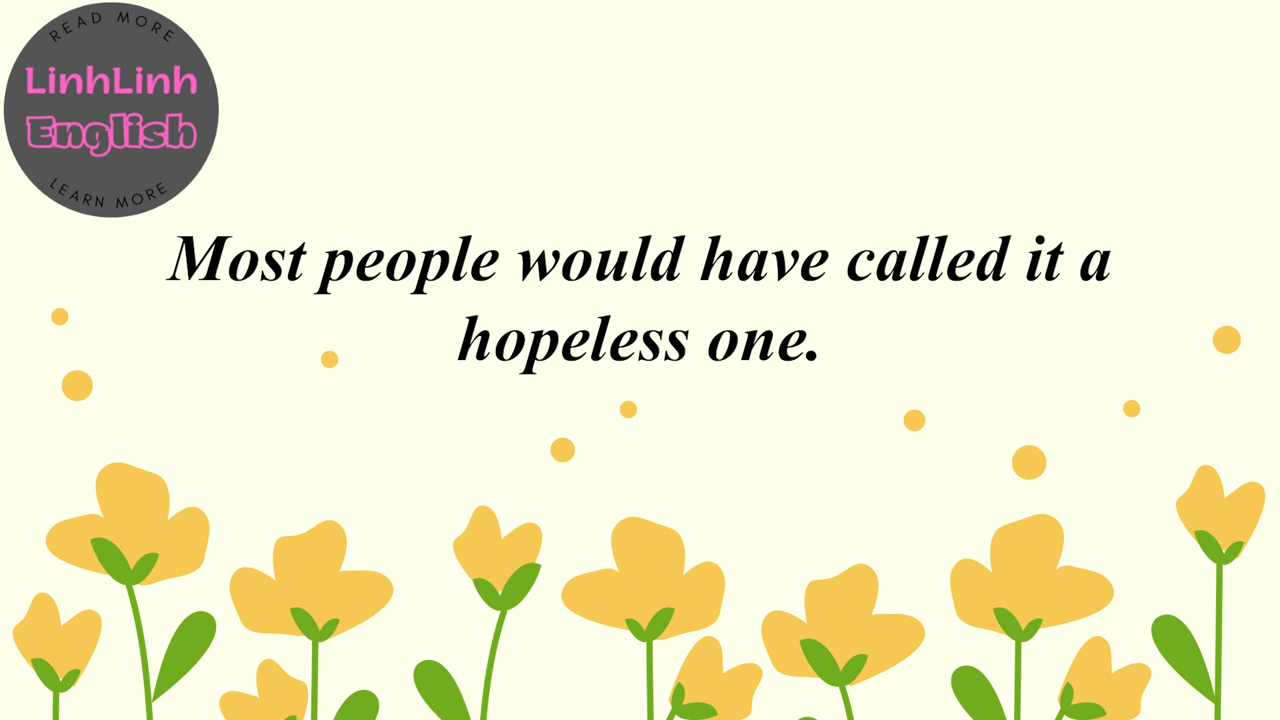 READ MORE
LinhLinh
English
LEARN MORE
Most people would have called it a
hopeless one.